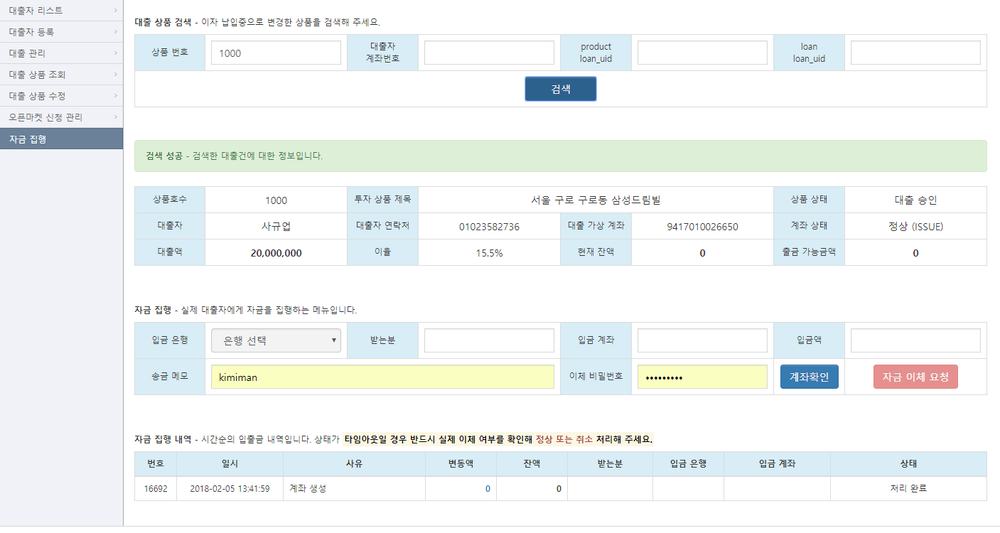 대출자 리스트
대출자 등록
대출 관리
대출 상품 조회
대출 상품 수정
오픈마켓 신청 관리
자금 집행
대출 상품 검색 - 이자 납입중으로 변경한 상품을 검색해 주세요.
상품 번호 1000 대출자 계좌번호 product loan_uid loan loan_uid
검색
검색 성공 - 검색한 대출건에 대한 정보입니다.
상품호수 1000 투자 상품 제목 서울 구로 구로동 삼성드림빌 상품 상태 대출 승인
대출자 사규업 대출자 연락처 01023582736 대출 가상 계좌 9417010026650 계좌 상태 정상 (ISSUE)
대출액 20,000,000 이율 15.5% 현재 잔액 0 출금 가능금액 0
자금 집행 - 실제 대출자에게 자금을 집행하는 메뉴입니다.
입금 은행 은행 선택 받는분 입금 계좌 입금액
송금 메모 kimiman 이체 비밀번호 ••••••••• 계좌확인 자금 이체 요청
자금 집행 내역 - 시간순의 입출금 내역입니다. 상태가 타임아웃일 경우 반드시 실제 이체 여부를 확인해 정상 또는 취소 처리해 주세요.
번호 일시 사유 변동액 잔액 받는분 입금 은행 입금 계좌 상태
16692 2018-02-05 13:41:59 계좌 생성 0 0 처리 완료